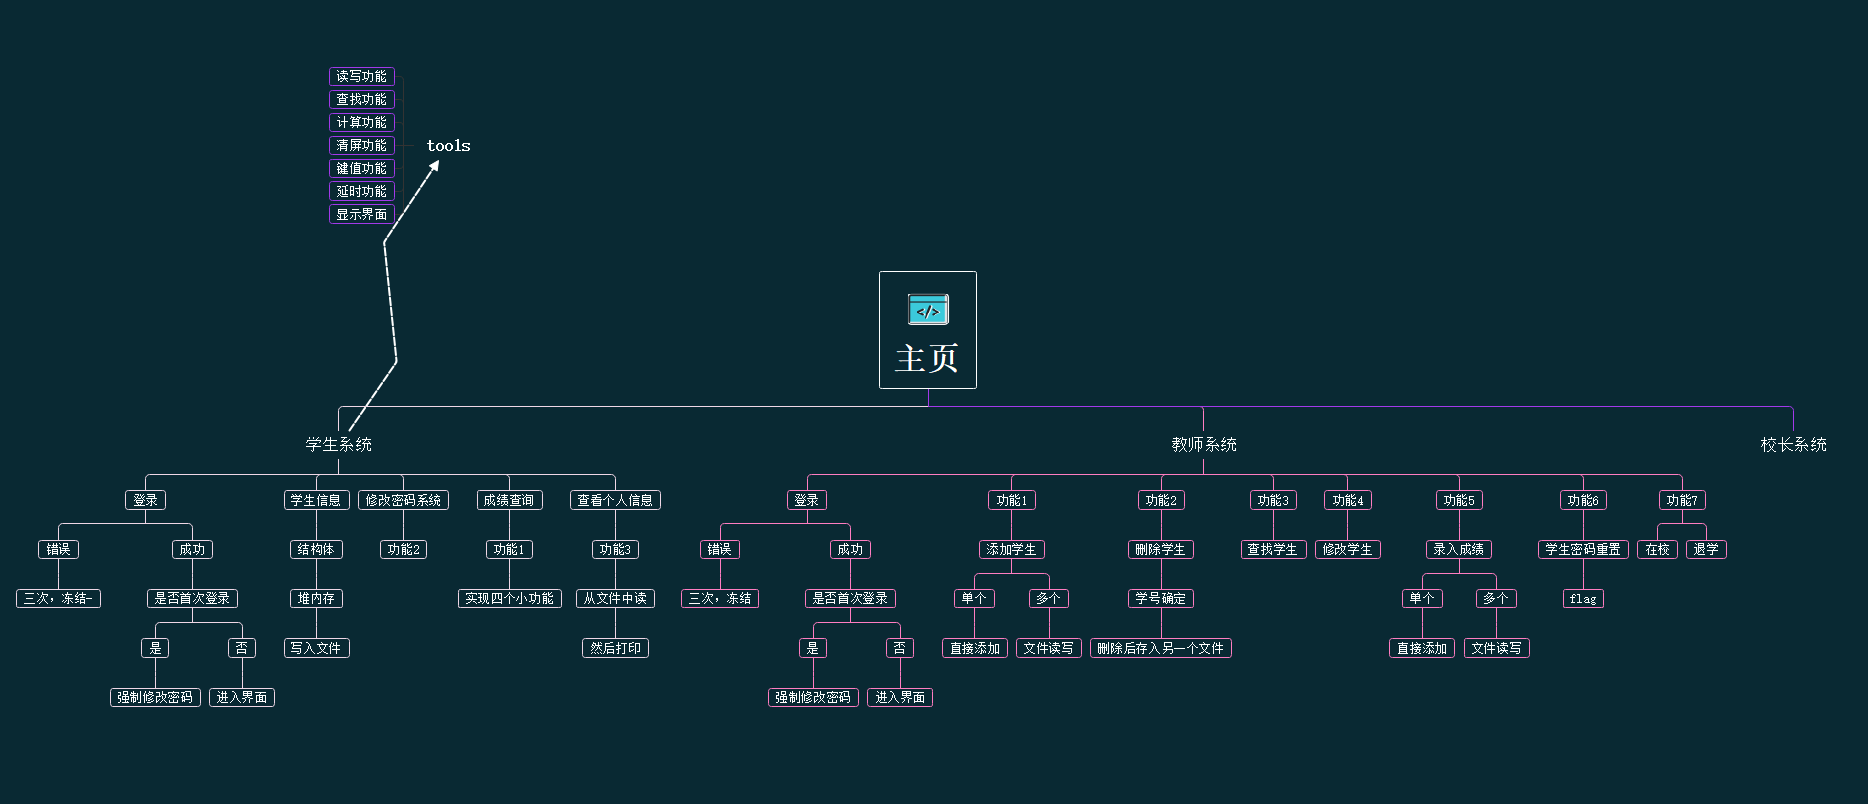 读写功能
查找功能
计算功能
清屏功能
键值功能
延时功能
显示界面
tools
</>
主页
学生系统
教师系统
校长系统
登录
学生信息
修改密码系统
成绩查询
查看个人信息
登录
功能1
功能2
功能3
功能4
功能5
功能6
功能7
错误
成功
结构体
功能2
功能1
功能3
错误
成功
添加学生
删除学生
查找学生
修改学生
录入成绩
学生密码重置
在校
退学
三次，冻结-
是否首次登录
堆内存
实现四个小功能
从文件中读
三次，冻结
是否首次登录
单个
多个
学号确定
单个
多个
flag
是
否
写入文件
然后打印
是
否
直接添加
文件读写
删除后存入另一个文件
直接添加
文件读写
强制修改密码
进入界面
强制修改密码
进入界面